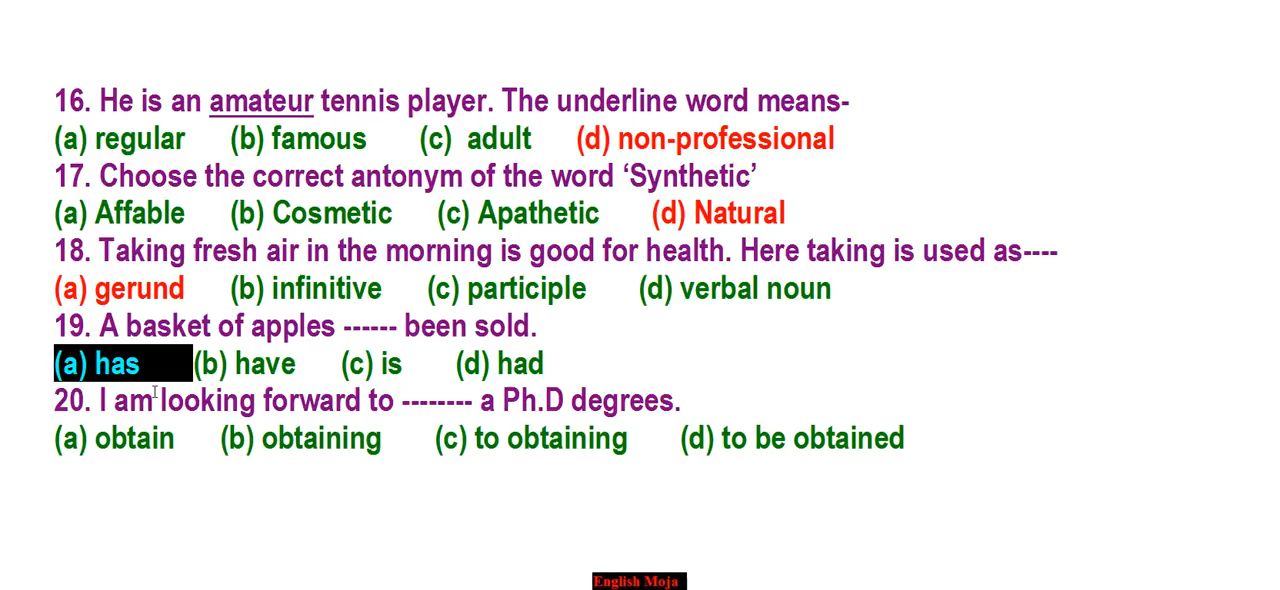 16. He is an amateur tennis player. The underline word means-
(a) regular (b) famous (c) adult (d) non-professional
17. Choose the correct antonym of the word ‘Synthetic’
(a) Affable (b) Cosmetic (c) Apathetic (d) Natural
18. Taking fresh air in the morning is good for health. Here taking is used as----
(a) gerund (b) infinitive (c) participle (d) verbal noun
19. A basket of apples ------ been sold.
(a) has (b) have (c) is (d) had
20. I am looking forward to -------- a Ph.D degrees.
(a) obtain (b) obtaining (c) to obtaining (d) to be obtained
English Moja